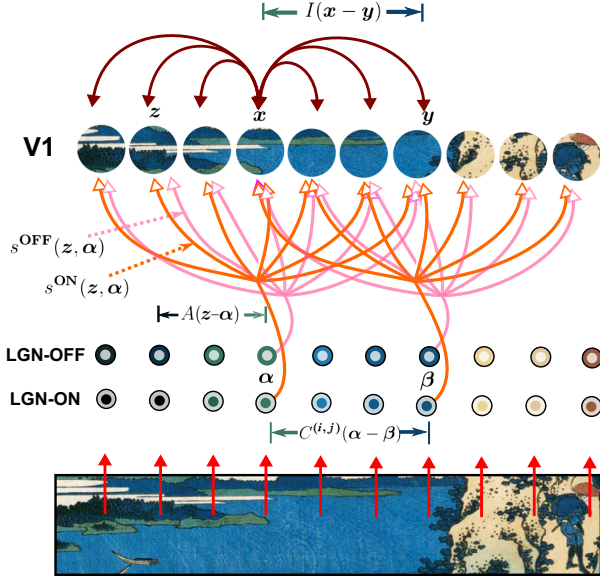 I(x − y)
z x y
V1
s^OFF(z, α)
s^ON(z, α)
A(z-α)
LGN-OFF
α β
LGN-ON
C^(i,j)(α − β)